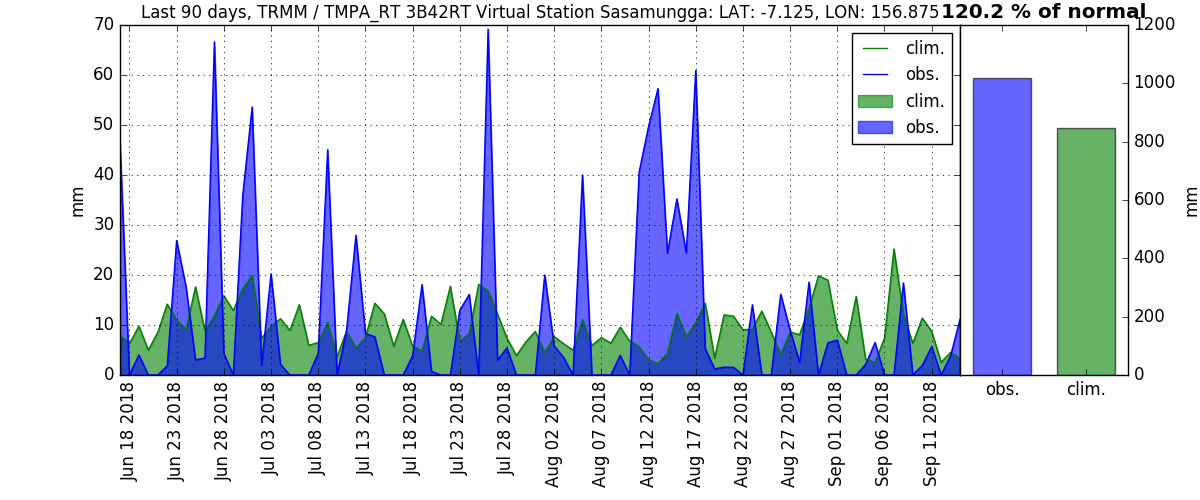 Last 90 days, TRMM / TMPA_RT 3B42RT Virtual Station Sasamungga: LAT: -7.125, LON: 156.875
120.2 % of normal
70
60
50
40
30
20
10
0
mm
clim.
obs.
clim.
obs.
Jun 18 2018
Jun 23 2018
Jun 28 2018
Jul 03 2018
Jul 08 2018
Jul 13 2018
Jul 18 2018
Jul 23 2018
Jul 28 2018
Aug 02 2018
Aug 07 2018
Aug 12 2018
Aug 17 2018
Aug 22 2018
Aug 27 2018
Sep 01 2018
Sep 06 2018
Sep 11 2018
1200
1000
800
600
400
200
0
mm
obs.
clim.